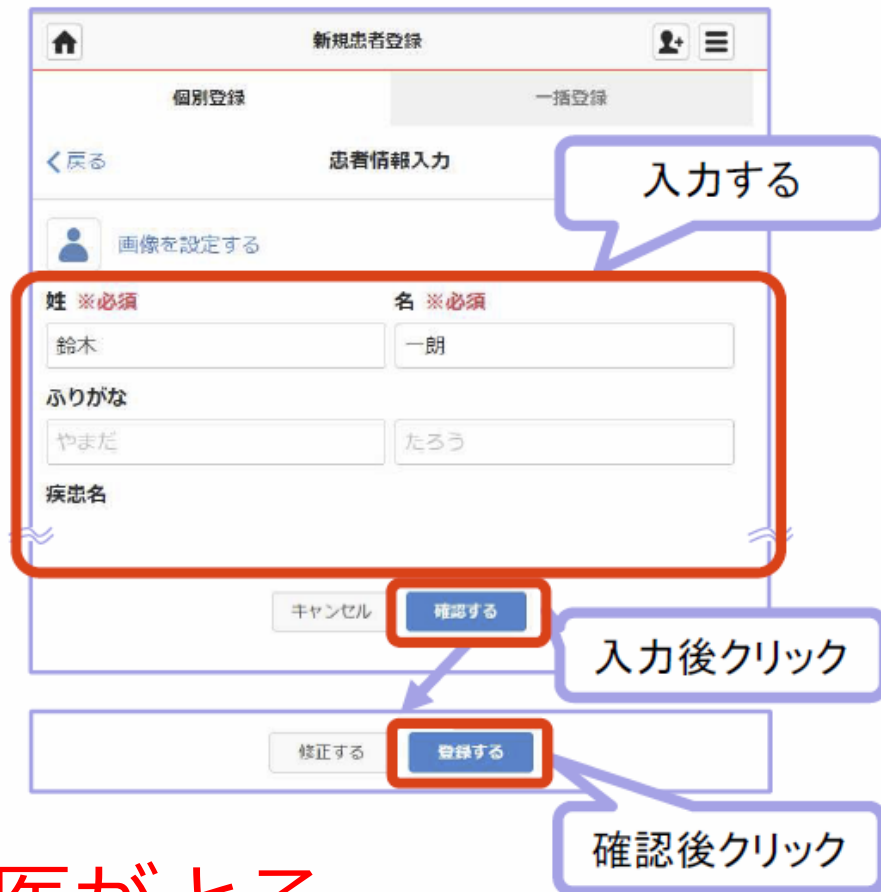 新規患者登録
個別登録 一括登録
戻る 患者情報入力
入力する
画像を設定する
姓 ※必須 名 ※必須
鈴木 一朗
ふりがな
やまだ たろう
疾患名
キャンセル 確認する
入力後クリック
修正する 登録する
確認後クリック
医がとる